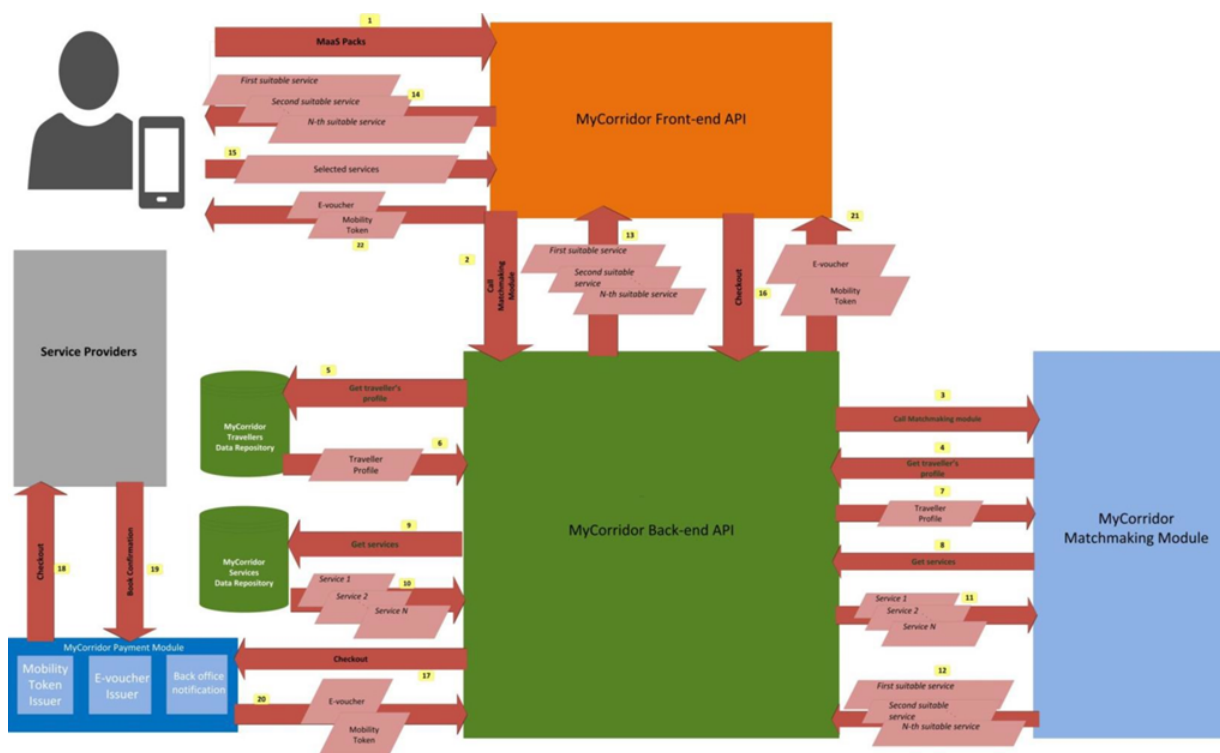 1
MaaS Packs
First suitable service
14
Second suitable service
N-th suitable service
15
Selected services
E-voucher
Mobility
Token
22
MyCorridor Front-end API
2
Call
Matchmaking
Module
13
First suitable service
Second suitable
service
N-th suitable service
Checkout
16
21
E-voucher
Mobility
Token
Service Providers
5
Get traveller's
profile
MyCorridor
Travellers
Data Repository
6
Traveller
Profile
9
Get services
MyCorridor
Services
Data Repository
10
Service 1
Service 2
Service N
MyCorridor Back-end API
3
Call Matchmaking module
4
Get traveller's
profile
7
Traveller
Profile
8
Get services
11
Service 1
Service 2
Service N
12
First suitable service
Second suitable
service
N-th suitable service
MyCorridor
Matchmaking Module
Checkout
18
Book Confirmation
19
MyCorridor Payment Module
Mobility
Token
Issuer
E-voucher
Issuer
Back office
notification
Checkout
17
20
E-voucher
Mobility
Token